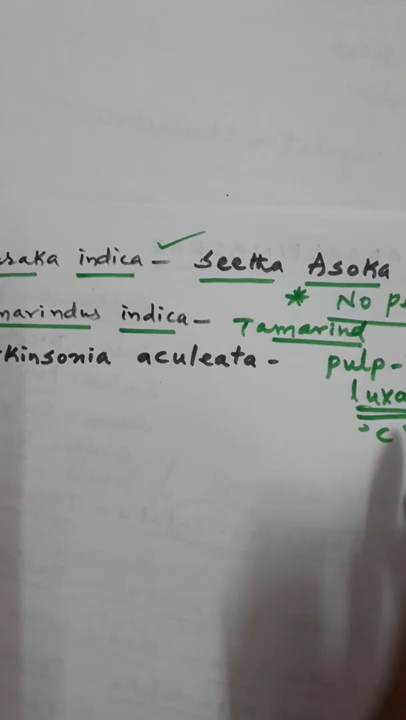 saka indica - Seetha Asoka
* No p
marindus indica - Tamarind
kinsonia aculeata - pulp-
luxa
"c"